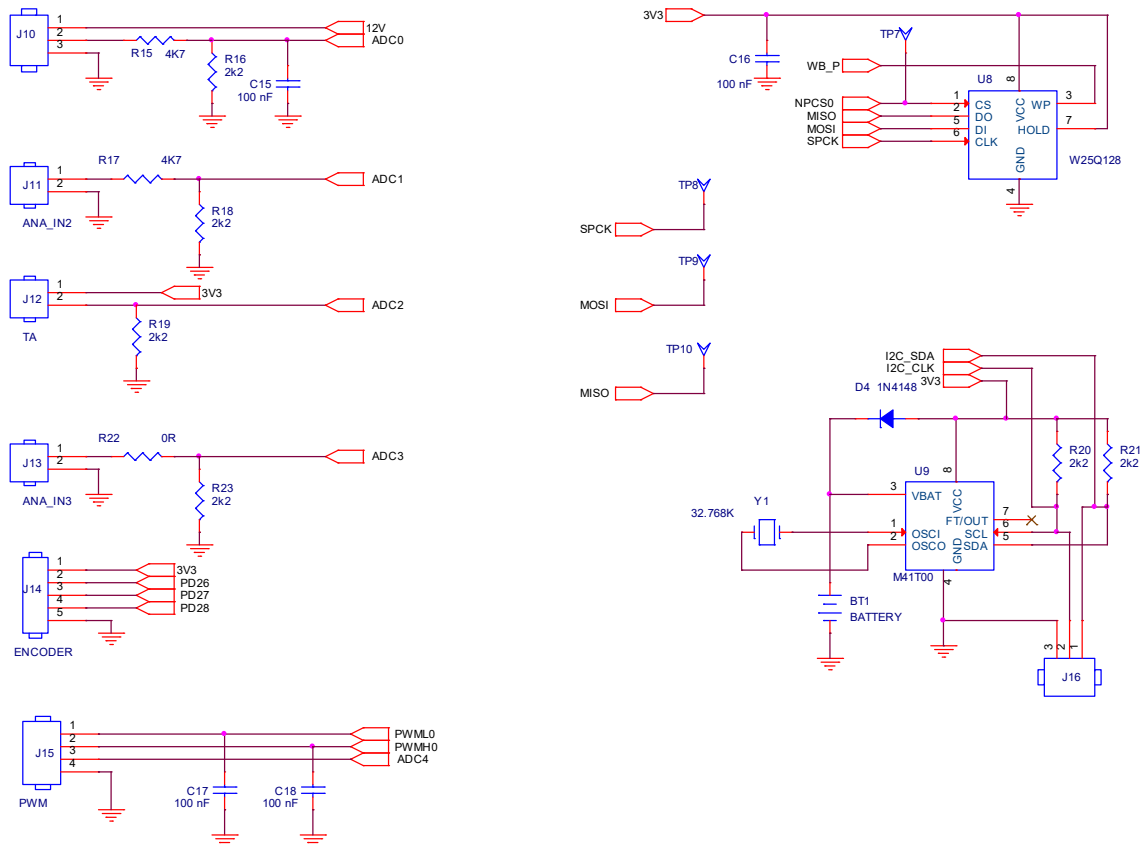 J10
1
2
3
R15 4K7
12V
ADC0
R16
2k2
C15
100 nF
J11
1
2
ANA_IN2
R17 4K7
ADC1
R18
2k2
J12
1
2
TA
3V3
ADC2
R19
2k2
J13
1
2
ANA_IN3
R22 0R
ADC3
R23
2k2
J14
1
2
3
4
5
ENCODER
3V3
PD26
PD27
PD28
J15
1
2
3
4
PWM
PWML0
PWMH0
ADC4
C17
100 nF
C18
100 nF
3V3
C16
100 nF
TP7
WB_P
NPCS0
MISO
MOSI
SPCK
U8
1
2
5
6
CS
DO
DI
CLK
8
VCC
WP
HOLD
3
7
GND
4
W25Q128
TP8
SPCK
TP9
MOSI
TP10
MISO
I2C_SDA
I2C_CLK
3V3
D4 1N4148
R20
2k2
R21
2k2
U9
8
3
VBAT
VCC
1
2
OSCI
OSCO
FT/OUT
SCL
SDA
7
6
5
GND
4
M41T00
Y1
32.768K
BT1
BATTERY
3
2
1
J16